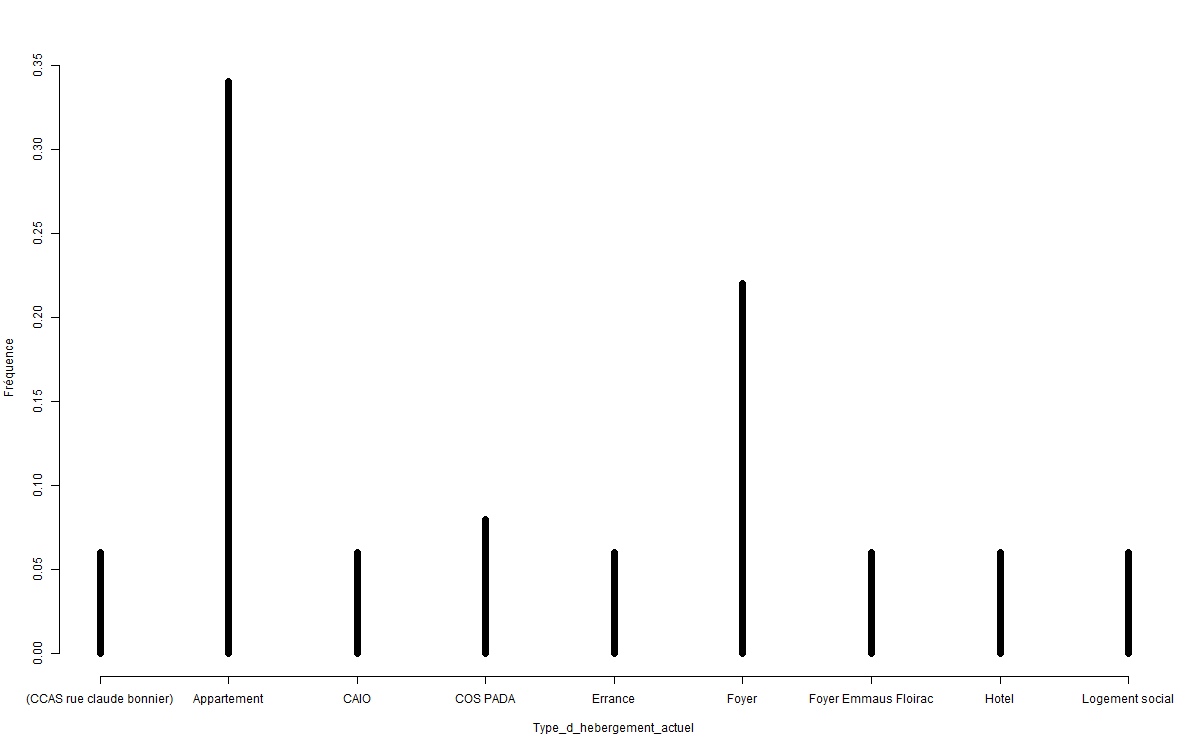 0.35
0.30
0.25
0.20
0.15
0.10
0.05
0.00
Fréquence
(CCAS rue claude bonnier) Appartement CAIO COS PADA Errance Foyer Foyer Emmaus Floirac Hotel Logement social
Type_d_hebergement_actuel